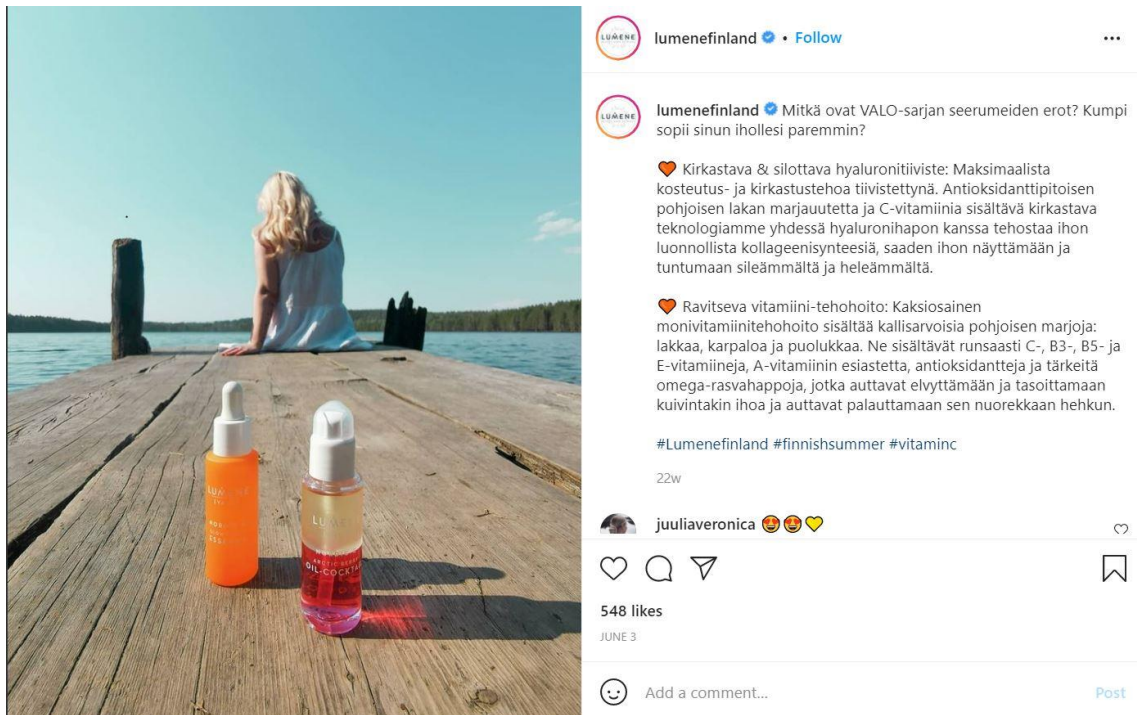 LUMENE
LUMENE
OIL-COCKTA
ARCTIC BERRY
LUMENE
lumenefinland • Follow
LUMENE
lumenefinland Mitkä ovat VALO-sarjan seerumeiden erot? Kumpi
sopii sinun ihollesi paremmin?
🧡 Kirkastava & silottava hyaluronitiiviste: Maksimaalista
kosteutus- ja kirkastustehoa tiivistettynä. Antioksidanttipitoisen
pohjoisen lakan marjauutetta ja C-vitamiinia sisältävä kirkastava
teknologiamme yhdessä hyaluronihapon kanssa tehostaa ihon
luonnollista kollageenisynteesiä, saaden ihon näyttämään ja
tuntumaan sileämmältä ja heleämmältä.
🧡 Ravitseva vitamiini-tehohoito: Kaksiosainen
monivitamiinitehohoito sisältää kallisarvoisia pohjoisen marjoja:
lakkaa, karpaloa ja puolukkaa. Ne sisältävät runsaasti C-, B3-, B5- ja
E-vitamiineja, A-vitamiinin esiastetta, antioksidantteja ja tärkeitä
omega-rasvahappoja, jotka auttavat elvyttämään ja tasoittamaan
kuivintakin ihoa ja auttavat palauttamaan sen nuorekkaan hehkun.
#Lumenefinland #finnishsummer #vitaminc
22w
juuliaveronica 😍😍💛
548 likes
JUNE 3
Add a comment...
Post